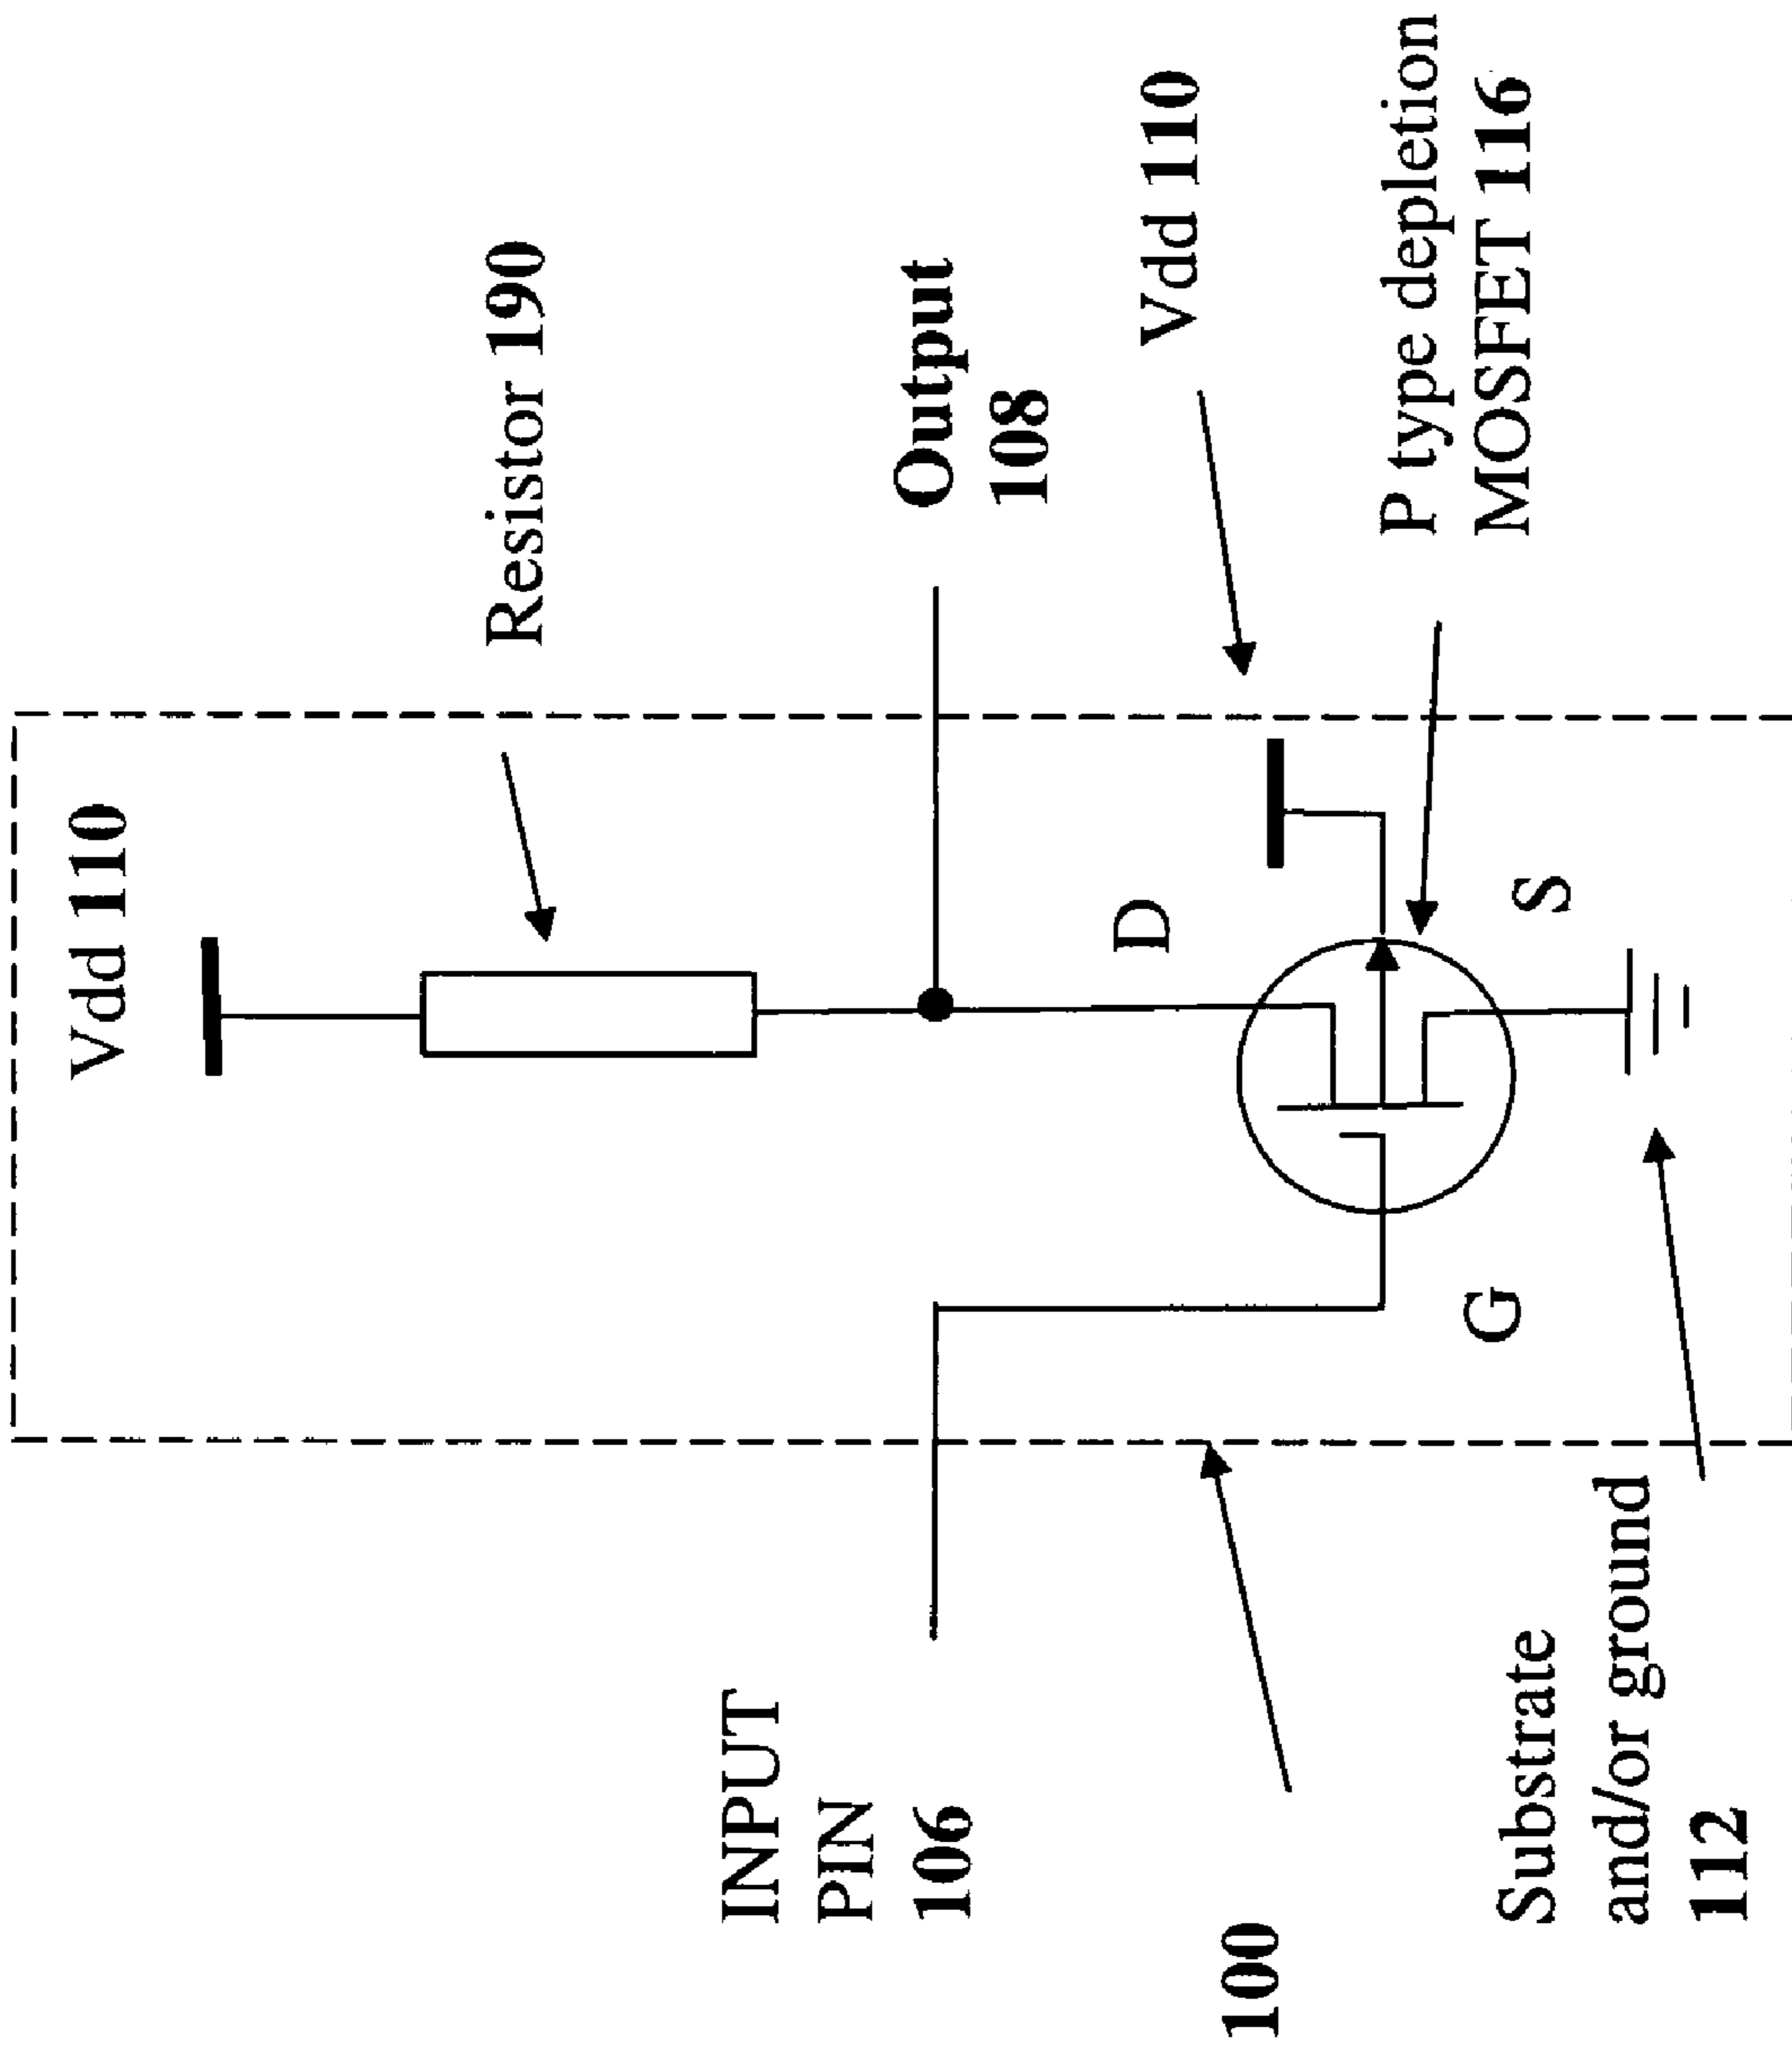 Vdd 110
Resistor 190
INPUT
PIN
106
Output
108
D
Vdd 110
100
G
S
P type depletion
MOSFET 116
Substrate
and/or ground
112